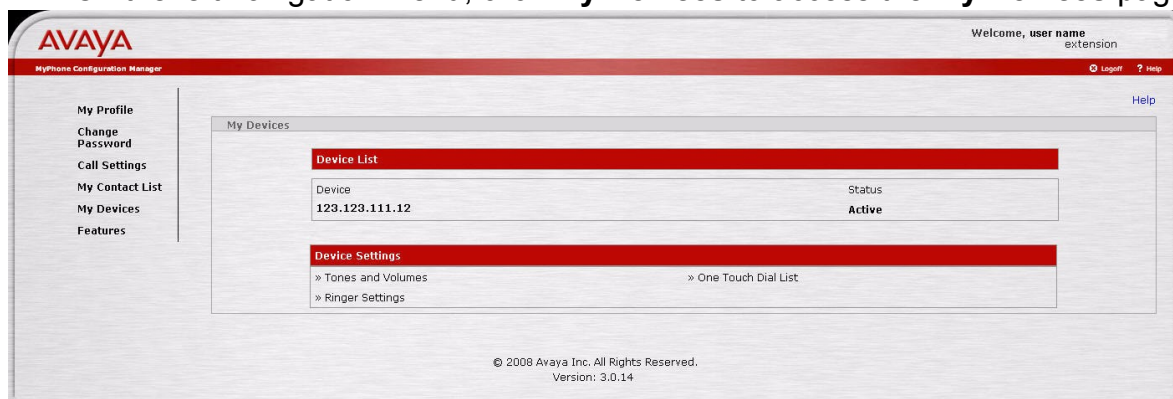 AVAYA
Welcome, user name
extension
MyPhone Configuration Manager
Logoff ? Help
Help
My Profile
Change
Password
Call Settings
My Contact List
My Devices
Features
My Devices
Device List
Device Status
123.123.111.12 Active
Device Settings
» Tones and Volumes » One Touch Dial List
» Ringer Settings
© 2008 Avaya Inc. All Rights Reserved.
Version: 3.0.14